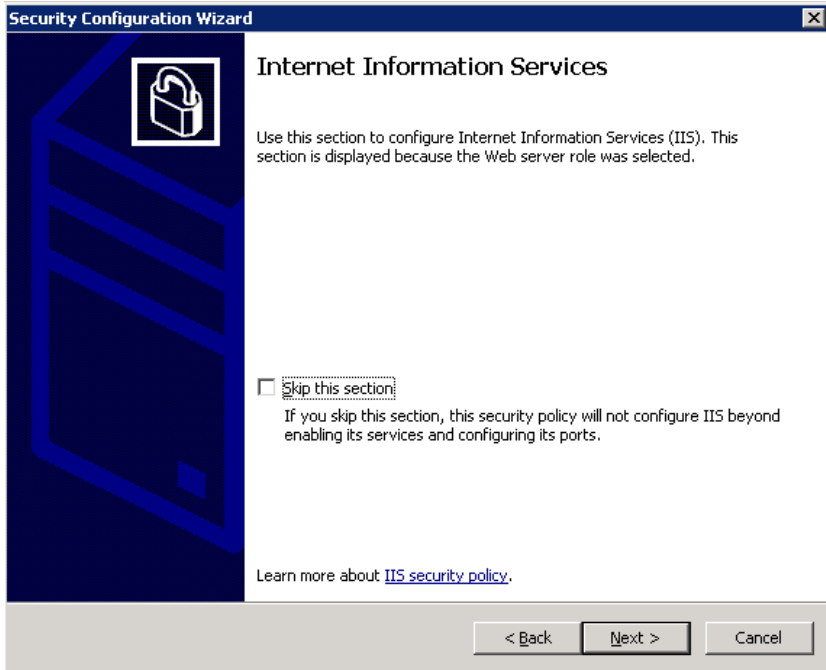 Security Configuration Wizard
Internet Information Services
Use this section to configure Internet Information Services (IIS). This
section is displayed because the Web server role was selected.
Skip this section
If you skip this section, this security policy will not configure IIS beyond
enabling its services and configuring its ports.
Learn more about IIS security policy.
< Back
Next >
Cancel